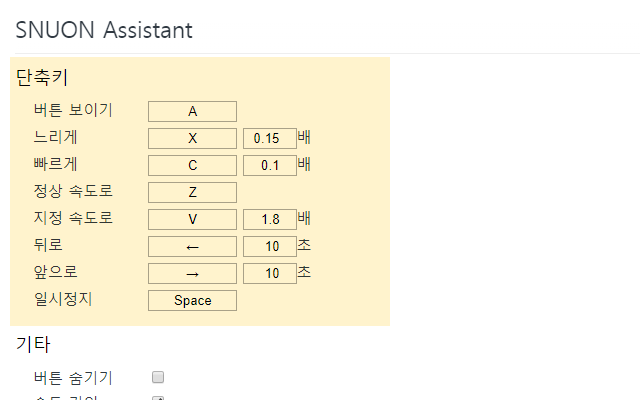 SNUON Assistant
단축키
버튼 보이기 A
느리게 X 0.15 배
빠르게 C 0.1 배
정상 속도로 Z
지정 속도로 V 1.8 배
뒤로 ← 10 초
앞으로 → 10 초
일시정지 Space
기타
버튼 숨기기